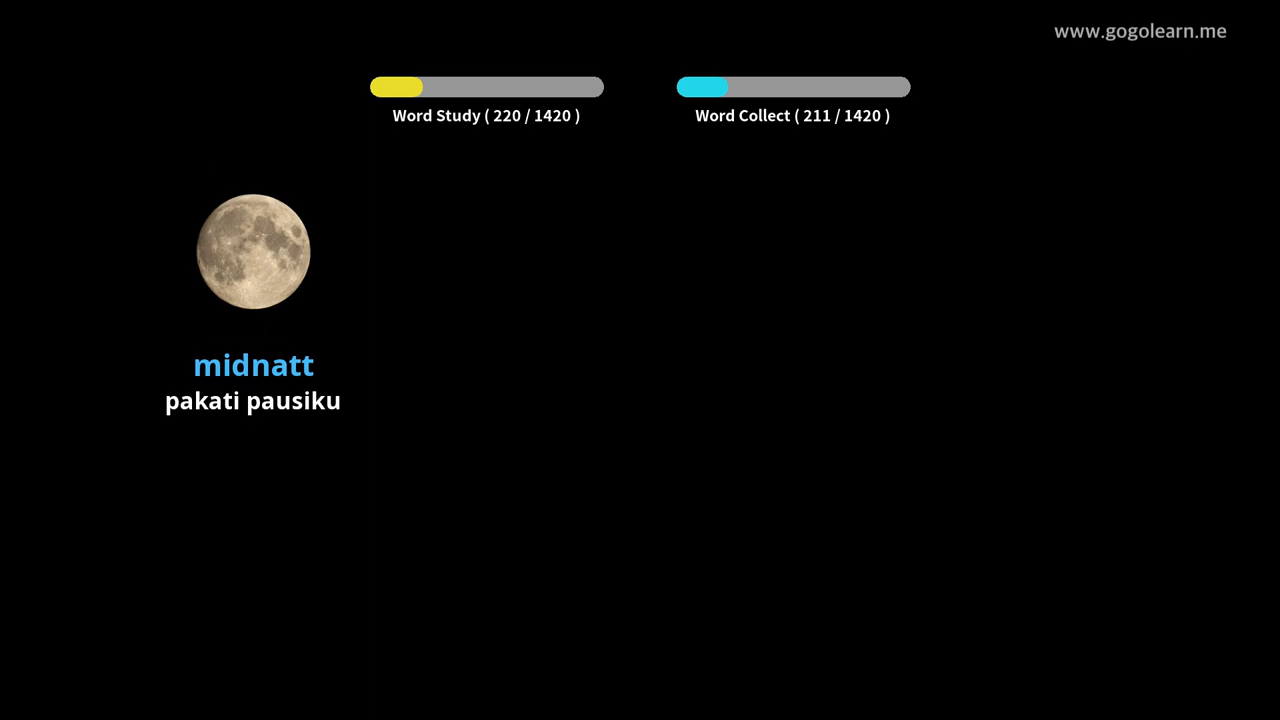 www.gogolearn.me
Word Study ( 220 / 1420 )
Word Collect ( 211 / 1420 )
midnatt
pakati pausiku